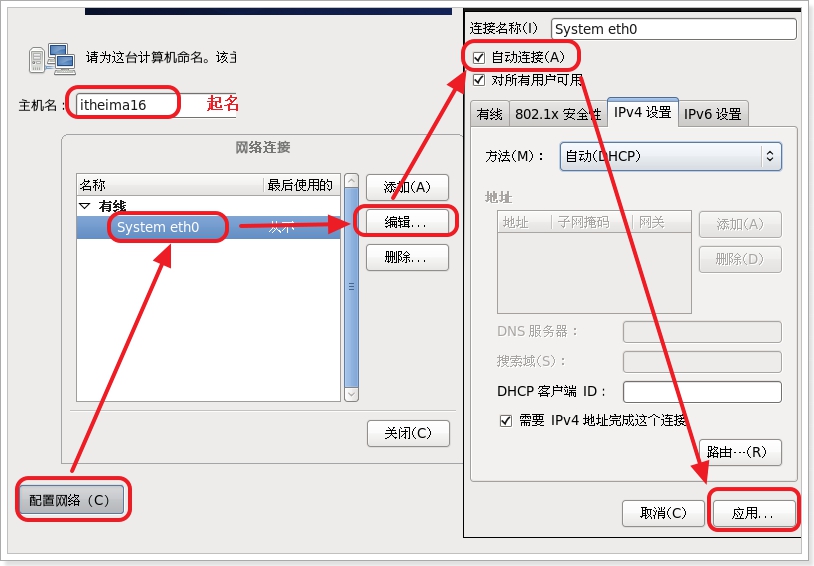 请为这台计算机命名。该主
主机名：
itheima16
起名
网络连接
名称
最后使用的
有线
System eth0
从不
添加(A)
编辑...
删除...
关闭(C)
配置网络（C）
连接名称(I)
System eth0
自动连接(A)
对所有用户可用
有线
802.1x 安全性
IPv4 设置
IPv6 设置
方法(M)：
自动(DHCP)
地址
地址
子网掩码
网关
添加(A)
删除(D)
DNS 服务器：
搜索域(S)：
DHCP 客户端 ID：
需要 IPv4 地址完成这个连接
路由…(R)
取消(C)
应用...